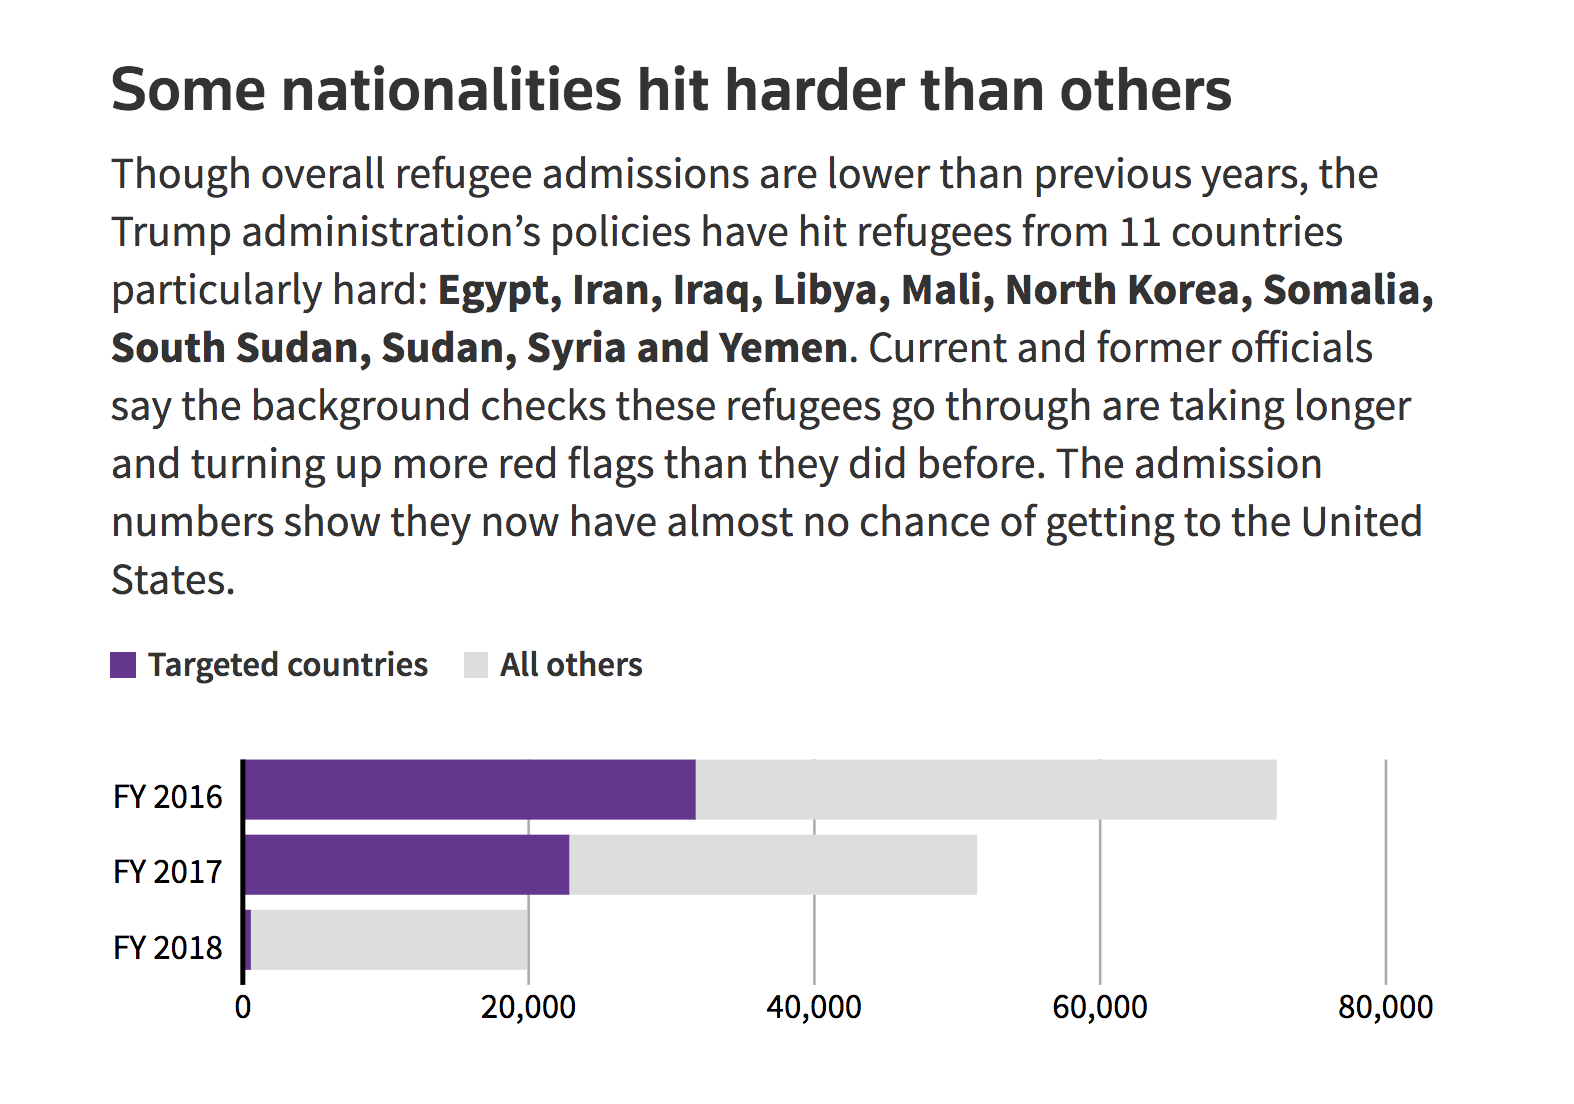 Some nationalities hit harder than others
Though overall refugee admissions are lower than previous years, the
Trump administration’s policies have hit refugees from 11 countries
particularly hard: Egypt, Iran, Iraq, Libya, Mali, North Korea, Somalia,
South Sudan, Sudan, Syria and Yemen. Current and former officials
say the background checks these refugees go through are taking longer
and turning up more red flags than they did before. The admission
numbers show they now have almost no chance of getting to the United
States.
Targeted countries All others
FY 2016
FY 2017
FY 2018
0 20,000 40,000 60,000 80,000